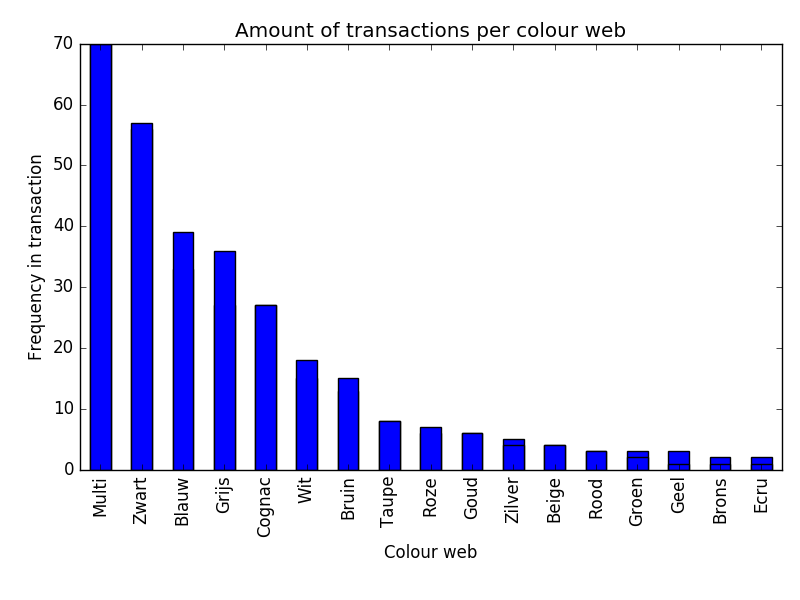 Amount of transactions per colour web
Frequency in transaction
70
60
50
40
30
20
10
0
Multi
Zwart
Blauw
Grijs
Cognac
Wit
Bruin
Taupe
Roze
Goud
Zilver
Beige
Rood
Groen
Geel
Brons
Ecru
Colour web